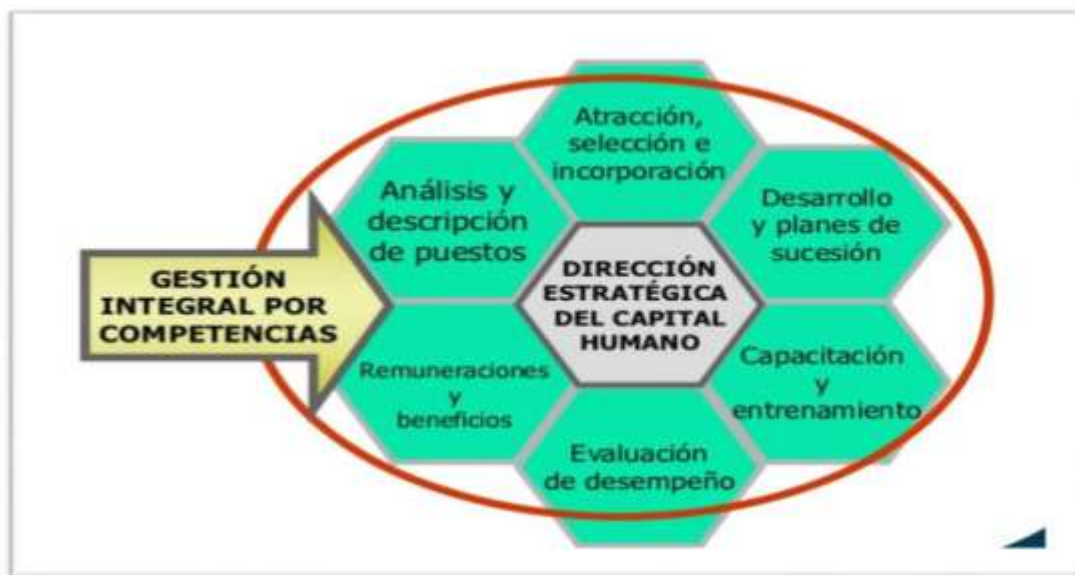 Atracción,
selección e
incorporación
Análisis y
descripción
de puestos
Desarrollo
y planes de
sucesión
GESTIÓN
INTEGRAL POR
COMPETENCIAS
DIRECCIÓN
ESTRATÉGICA
DEL CAPITAL
HUMANO
Remuneraciones
y
beneficios
Capacitación
y
entrenamiento
Evaluación
de desempeño